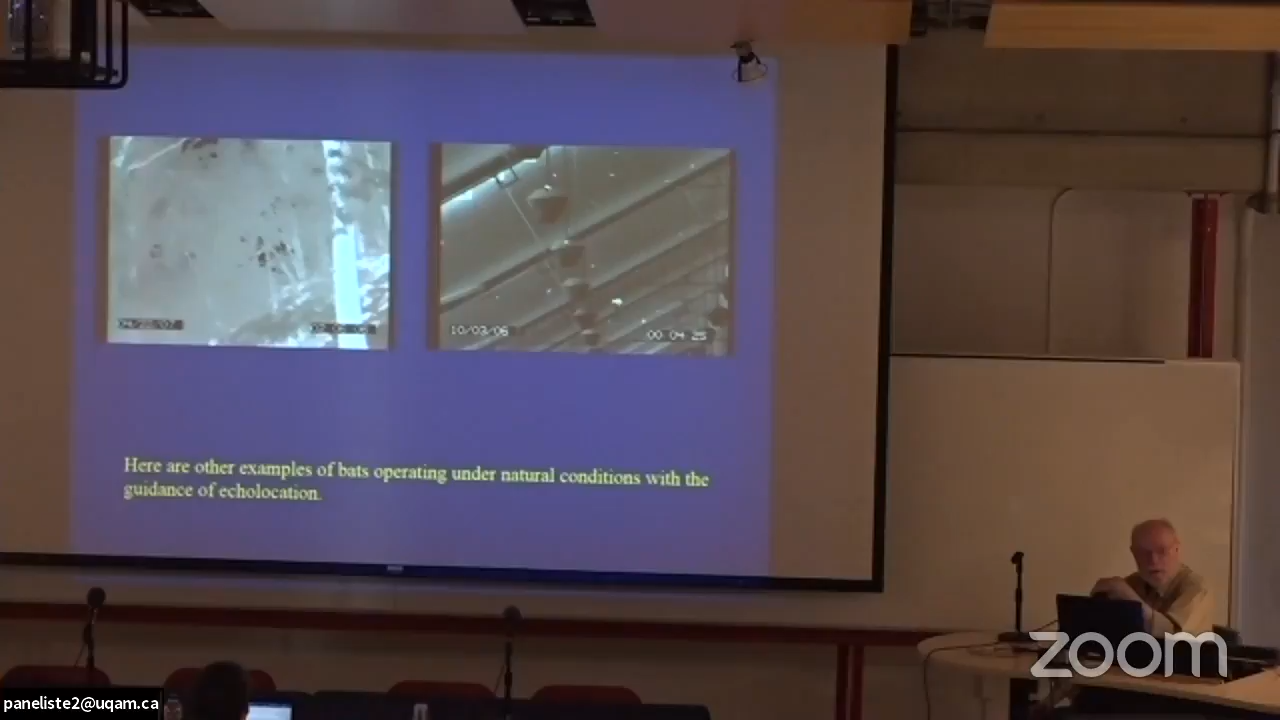 10/03/06
00 04 25
Here are other examples of bats operating under natural conditions with the
guidance of echolocation.
zoom
paneliste2@uqam.ca